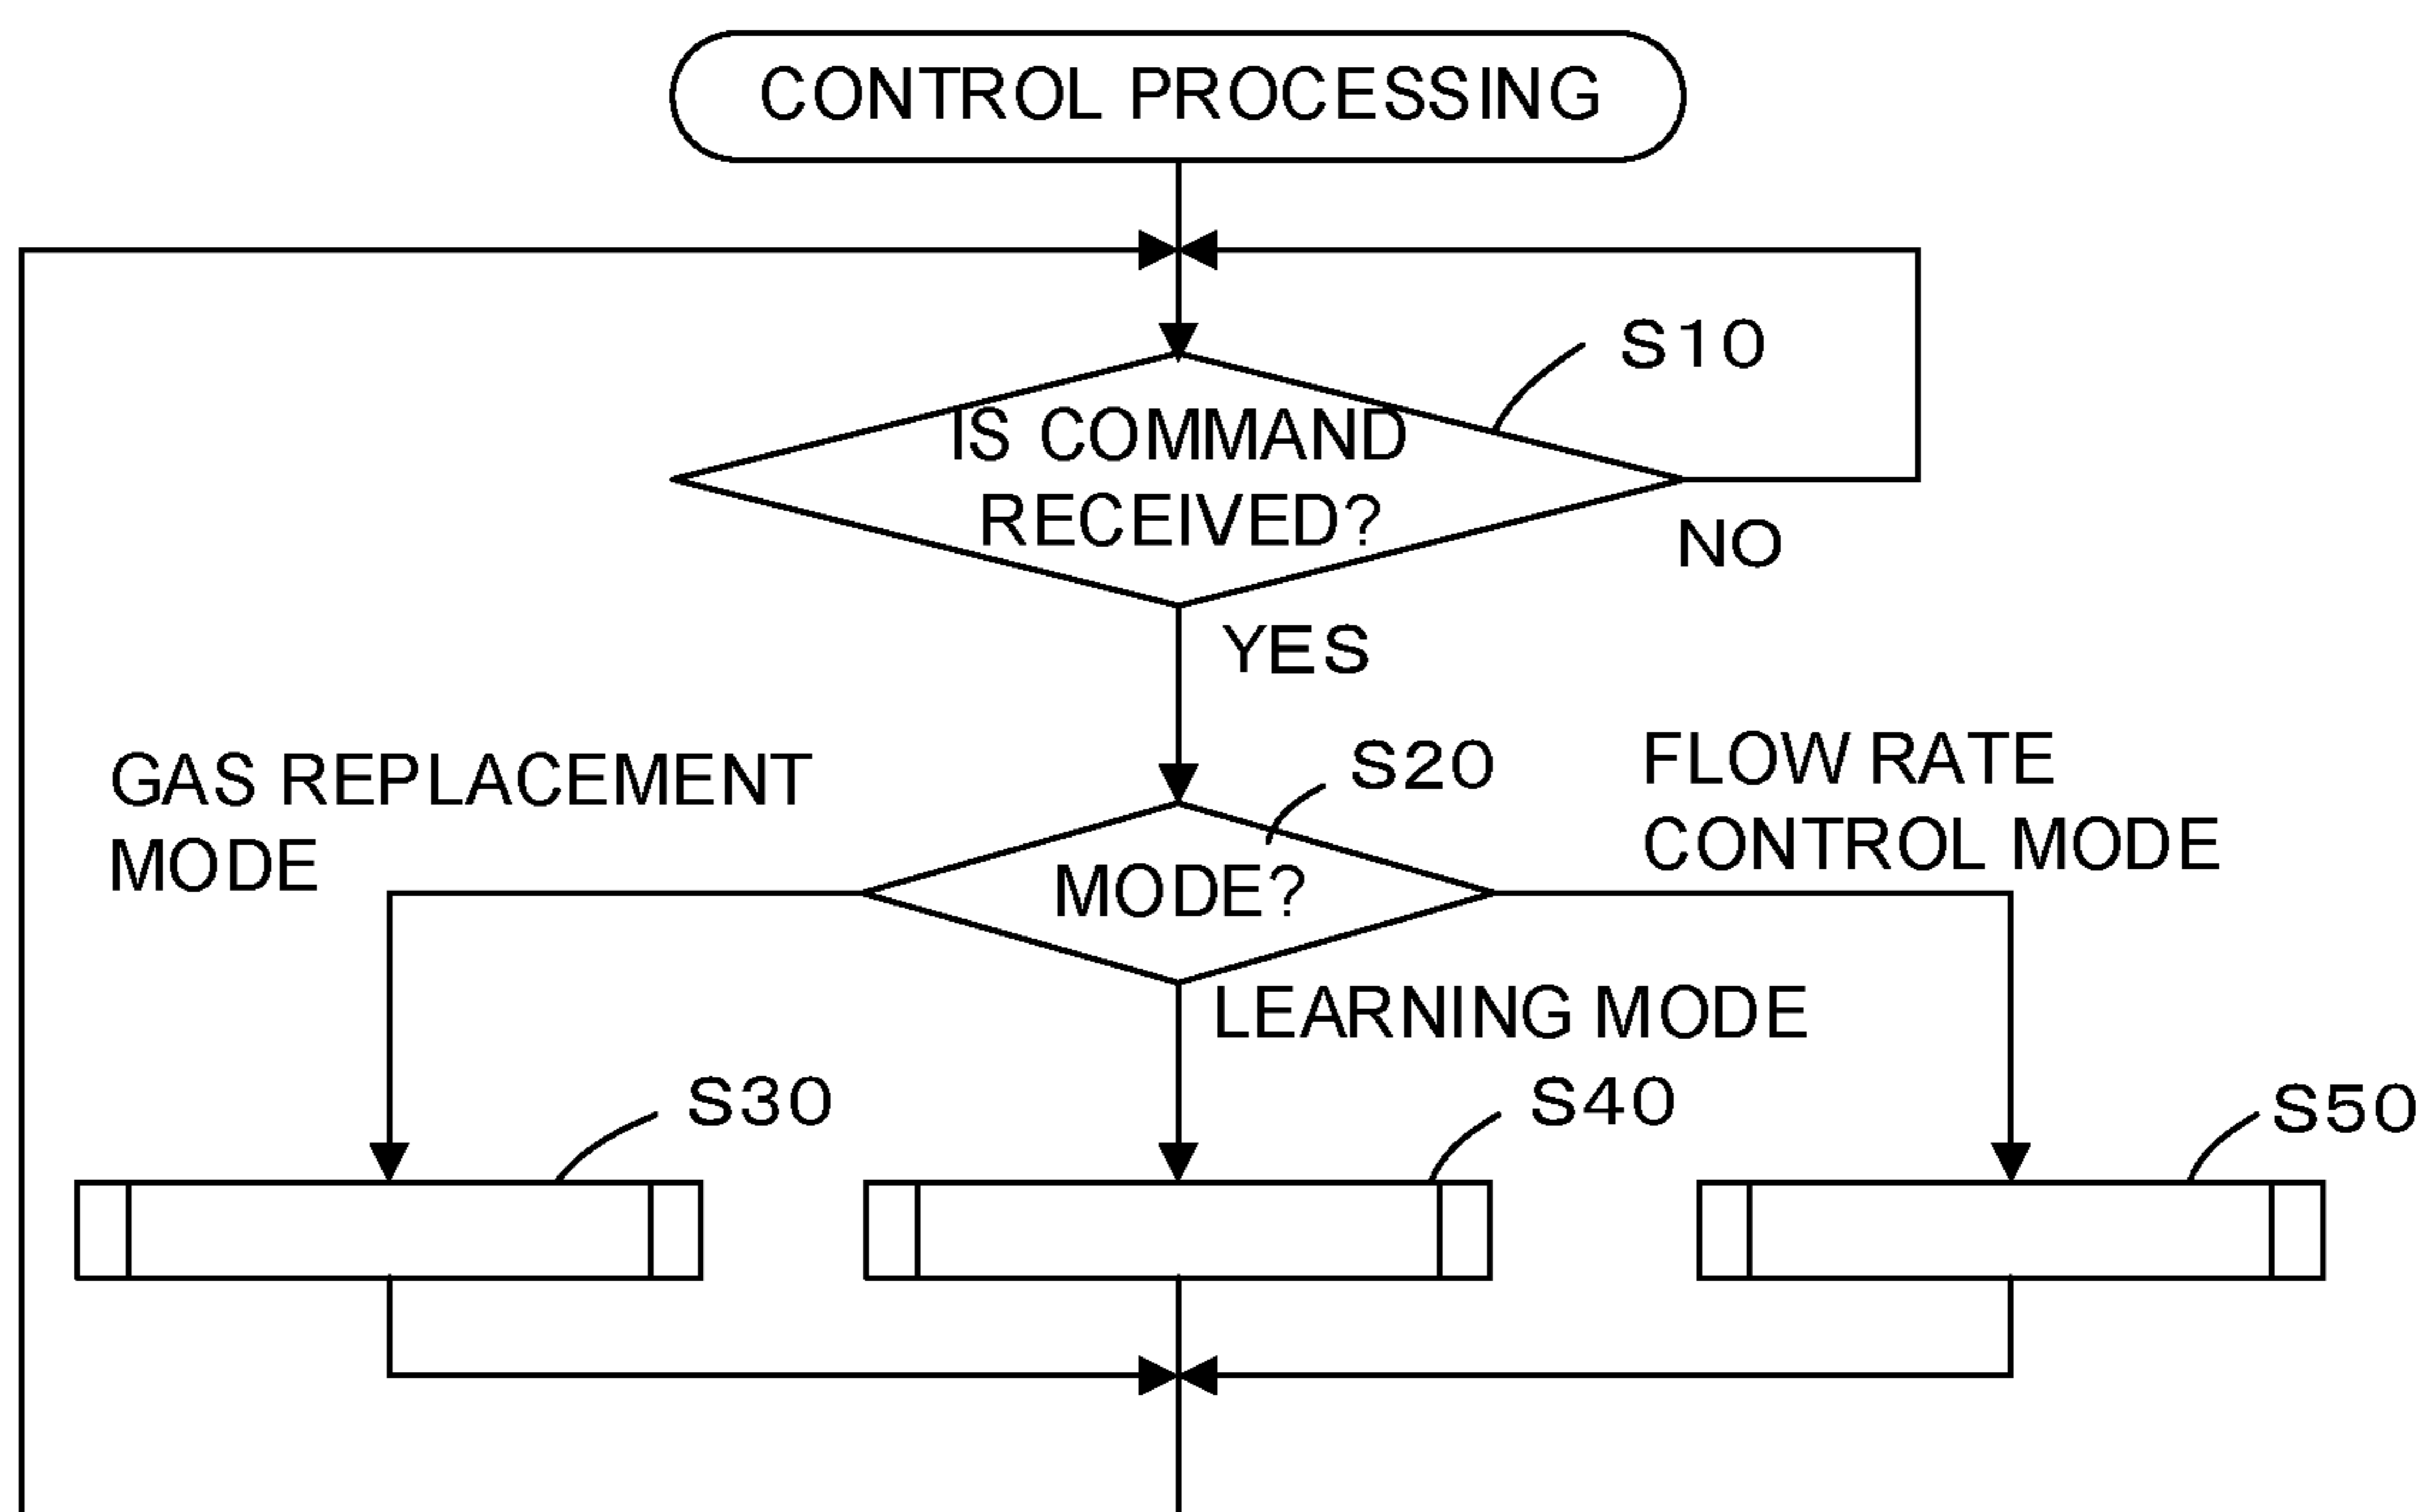 CONTROL PROCESSING
S10
IS COMMAND
RECEIVED?
NO
YES
S20
GAS REPLACEMENT
MODE
FLOW RATE
CONTROL MODE
MODE?
LEARNING MODE
S30
S40
S50